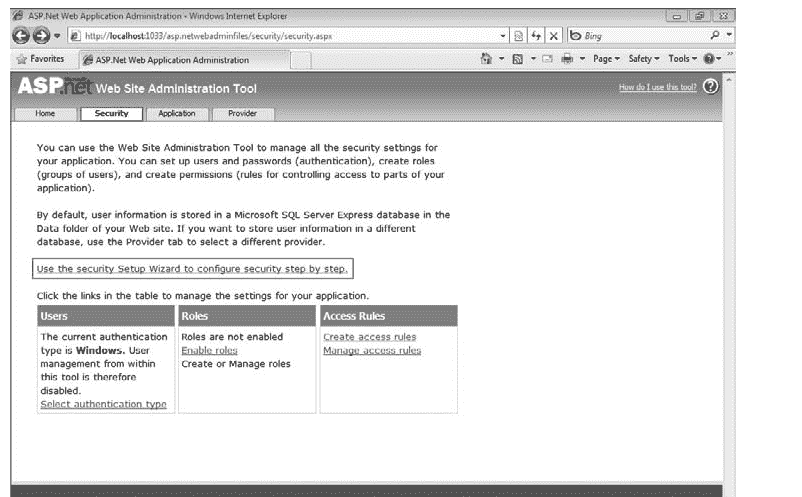 ASP.Net Web Application Administration - Windows Internet Explorer
http://localhost:1033/asp.netwebadminfiles/security/security.aspx
Bing
Favorites
ASP.Net Web Application Administration
Page
Safety
Tools
ASP.net Web Site Administration Tool
How do I use this tool?
Home Security Application Provider
You can use the Web Site Administration Tool to manage all the security settings for
your application. You can set up users and passwords (authentication), create roles
(groups of users), and create permissions (rules for controlling access to parts of your
application).
By default, user information is stored in a Microsoft SQL Server Express database in the
Data folder of your Web site. If you want to store user information in a different
database, use the Provider tab to select a different provider.
Use the security Setup Wizard to configure security step by step.
Click the links in the table to manage the settings for your application.
Users
The current authentication
type is Windows. User
management from within
this tool is therefore
disabled.
Select authentication type
Roles
Roles are not enabled
Enable roles
Create or Manage roles
Access Rules
Create access rules
Manage access rules